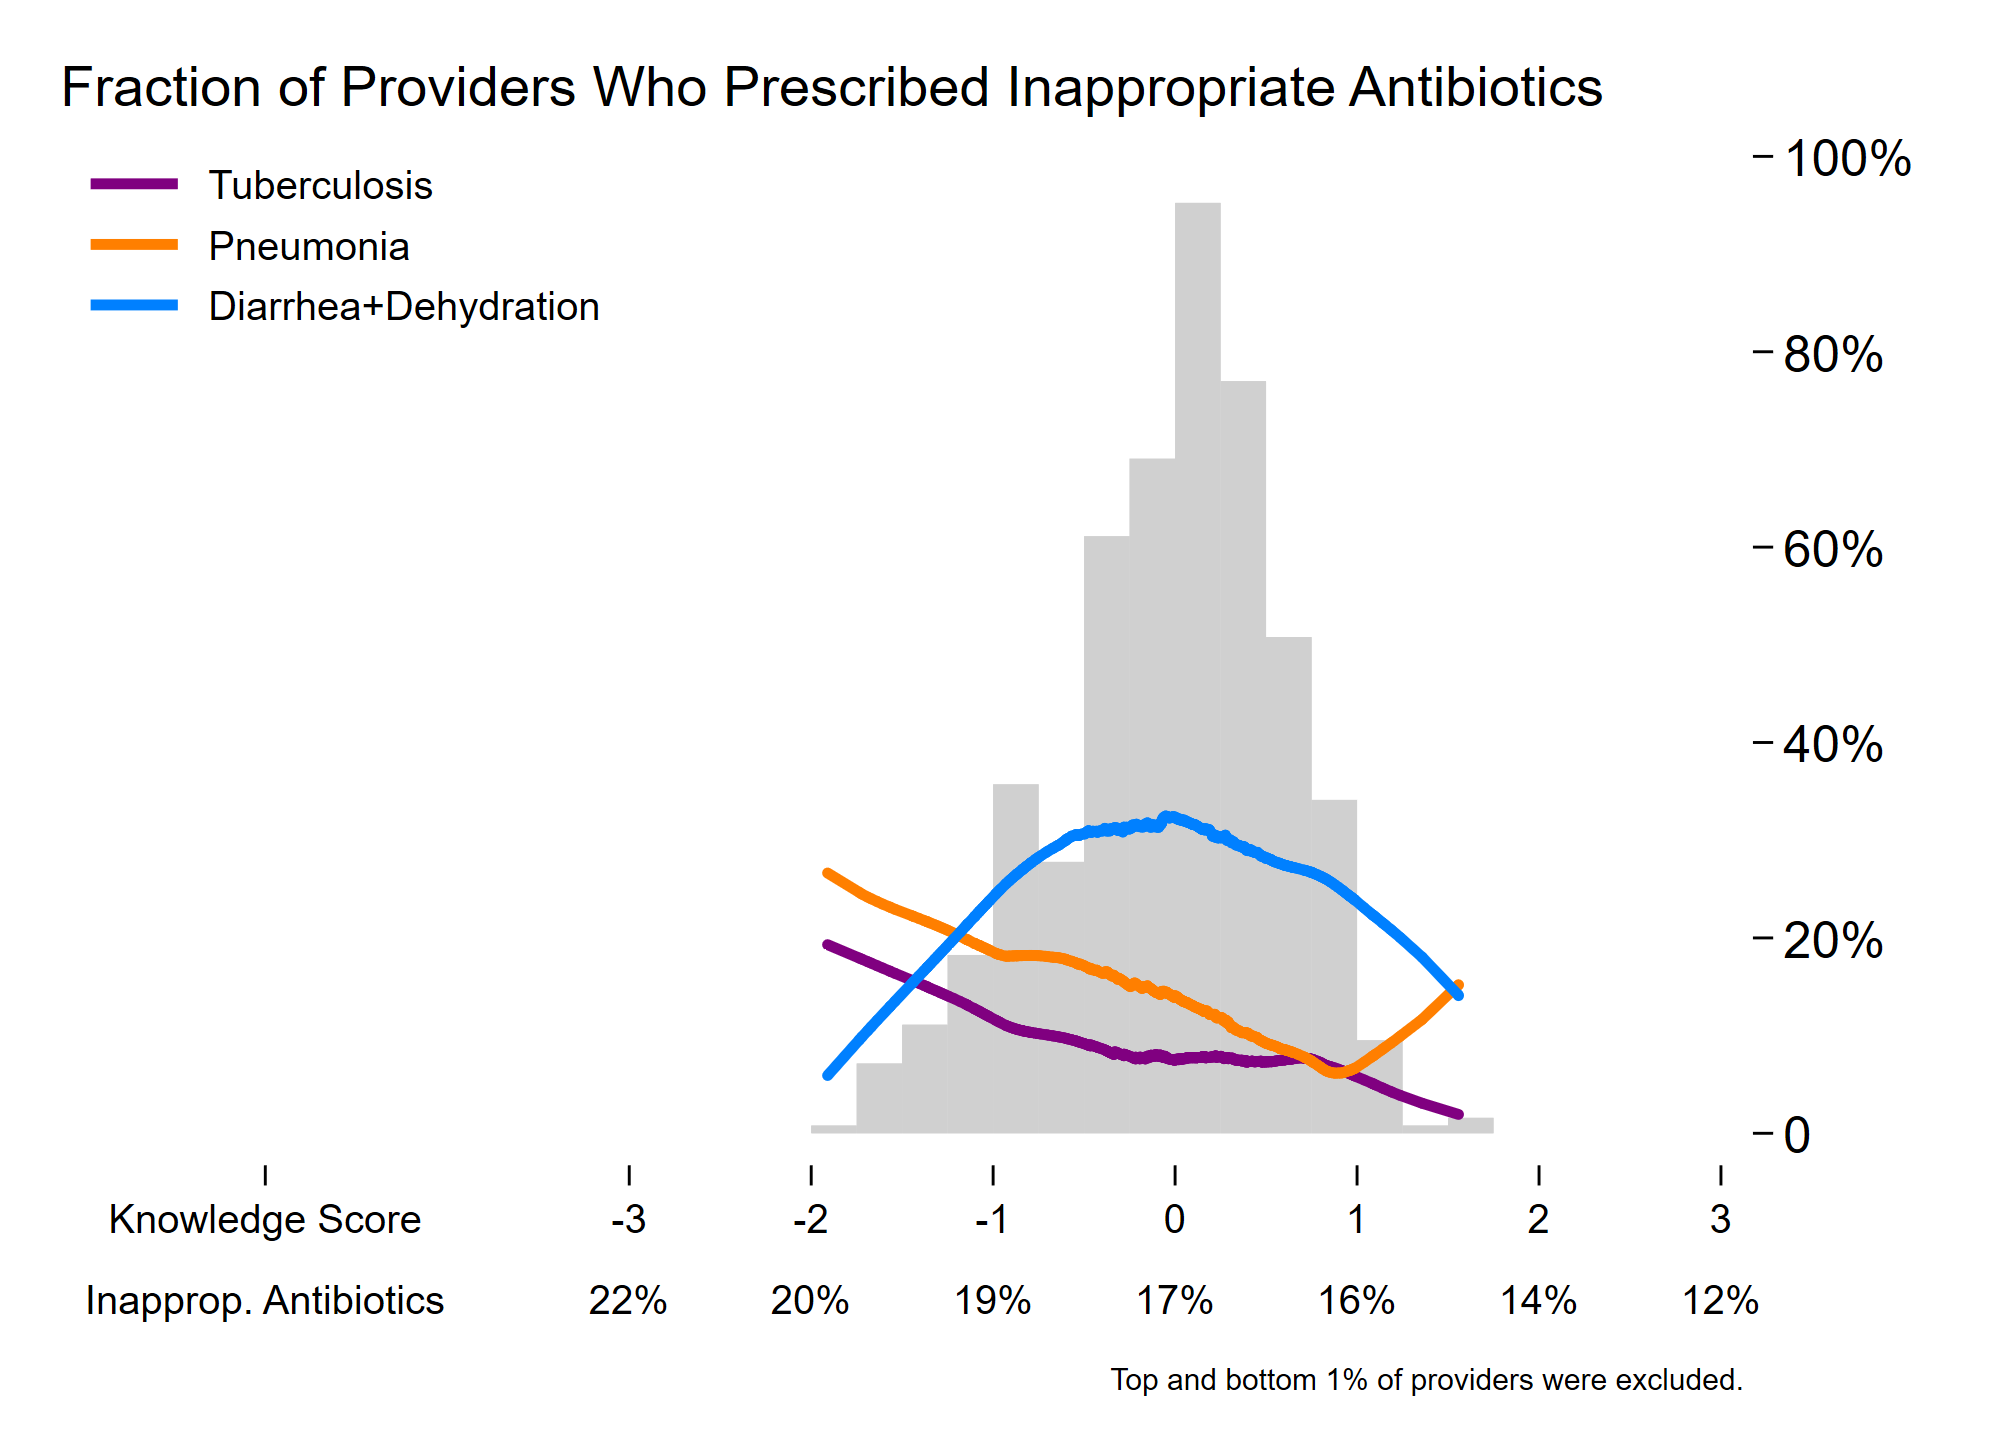 Fraction of Providers Who Prescribed Inappropriate Antibiotics
Tuberculosis
Pneumonia
Diarrhea+Dehydration
100%
80%
60%
40%
20%
0
Knowledge Score -3 -2 -1 0 1 2 3
Inapprop. Antibiotics 22% 20% 19% 17% 16% 14% 12%
Top and bottom 1% of providers were excluded.